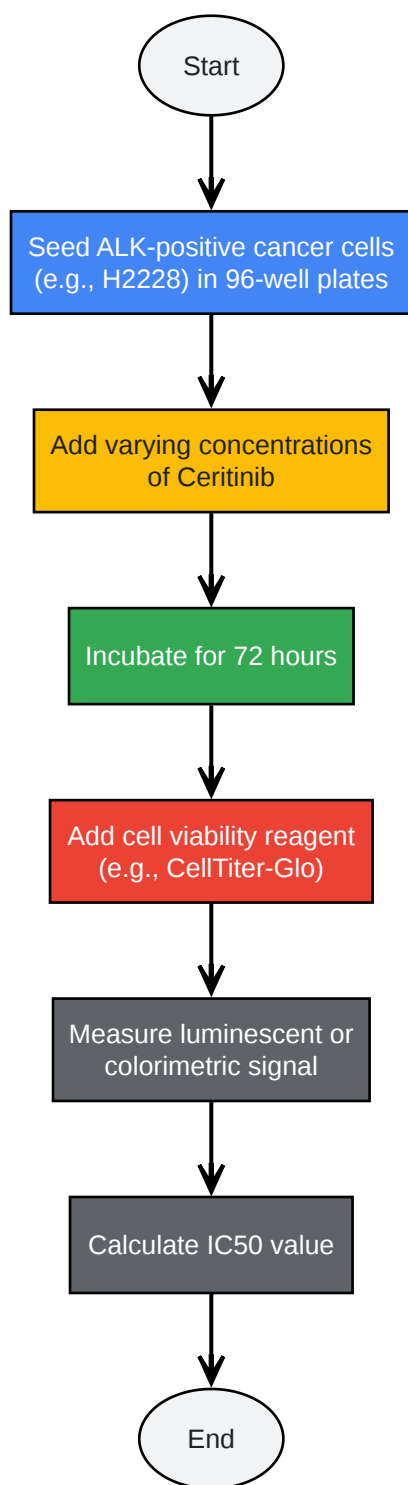 Start
Seed ALK-positive cancer cells
(e.g., H2228) in 96-well plates
Add varying concentrations
of Ceritinib
Incubate for 72 hours
Add cell viability reagent
(e.g., CellTiter-Glo)
Measure luminescent or
colorimetric signal
Calculate IC50 value
End